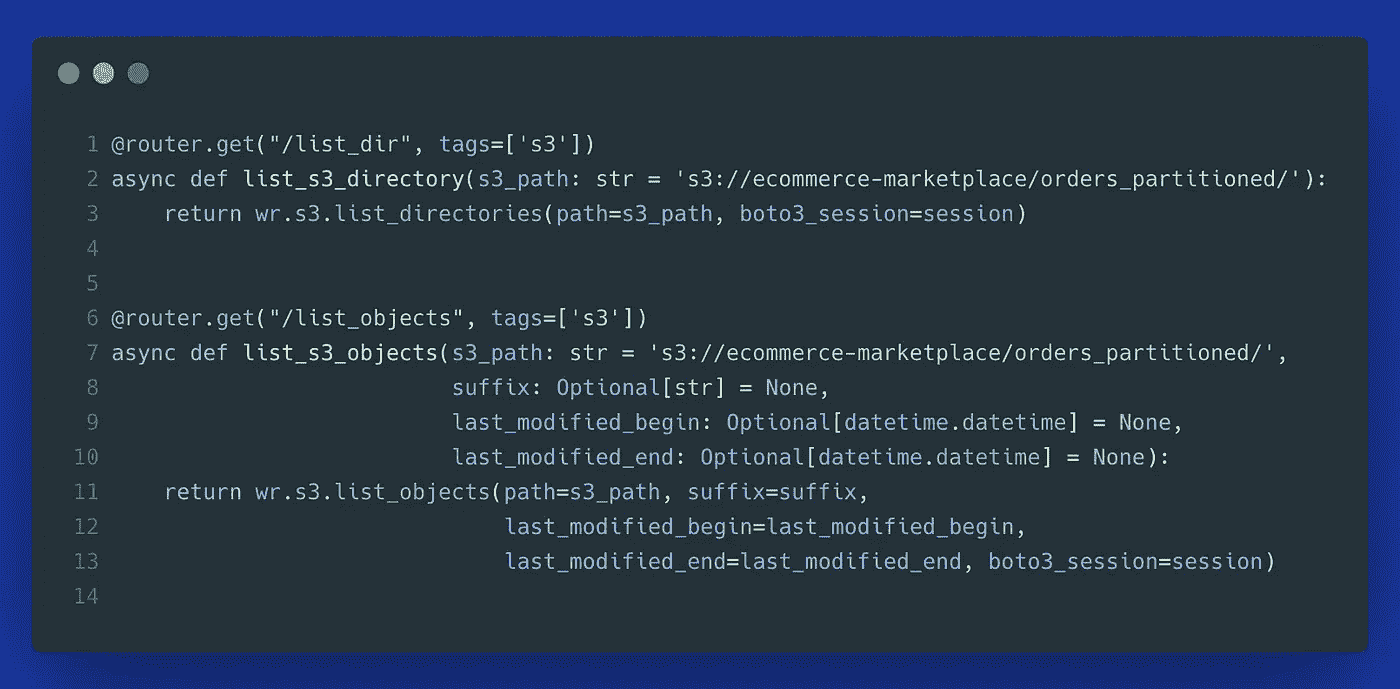 1 @router.get("/list_dir", tags=['s3'])
2 async def list_s3_directory(s3_path: str = 's3://ecommerce-marketplace/orders_partitioned/'):
3     return wr.s3.list_directories(path=s3_path, boto3_session=session)
4
5
6 @router.get("/list_objects", tags=['s3'])
7 async def list_s3_objects(s3_path: str = 's3://ecommerce-marketplace/orders_partitioned/',
8                           suffix: Optional[str] = None,
9                           last_modified_begin: Optional[datetime.datetime] = None,
10                           last_modified_end: Optional[datetime.datetime] = None):
11     return wr.s3.list_objects(path=s3_path, suffix=suffix,
12                               last_modified_begin=last_modified_begin,
13                               last_modified_end=last_modified_end, boto3_session=session)
14